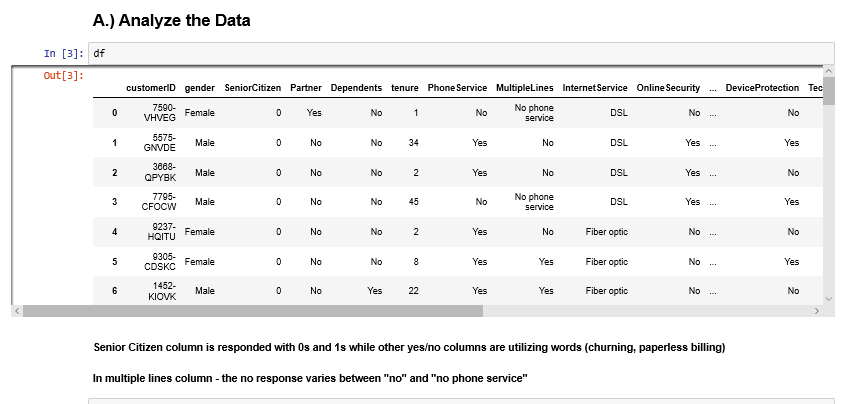 A.) Analyze the Data
In [3]: df
Out[3]:
customerID gender SeniorCitizen Partner Dependents tenure PhoneService MultipleLines InternetService OnlineSecurity ... DeviceProtection Tec
0 7590-VHVEG Female 0 Yes No 1 No No phone service DSL No ... No
1 5575-GNVDE Male 0 No No 34 Yes No DSL Yes ... Yes
2 3668-QPYBK Male 0 No No 2 Yes No DSL Yes ... No
3 7795-CFOCW Male 0 No No 45 No No phone service DSL Yes ... Yes
4 9237-HQITU Female 0 No No 2 Yes No Fiber optic No ... No
5 9305-CDSKC Female 0 No No 8 Yes Yes Fiber optic No ... Yes
6 1452-KIOVK Male 0 No Yes 22 Yes Yes Fiber optic No ... No
Senior Citizen column is responded with 0s and 1s while other yes/no columns are utilizing words (churning, paperless billing)
In multiple lines column - the no response varies between "no" and "no phone service"